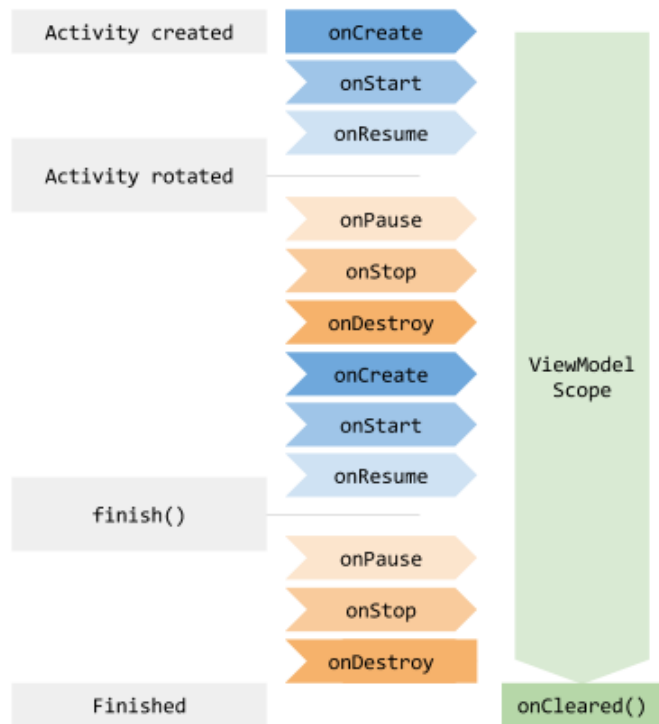 Activity created
onCreate
onStart
onResume
Activity rotated
onPause
onStop
onDestroy
onCreate
ViewModel
Scope
onStart
onResume
finish()
onPause
onStop
onDestroy
Finished
onCleared()